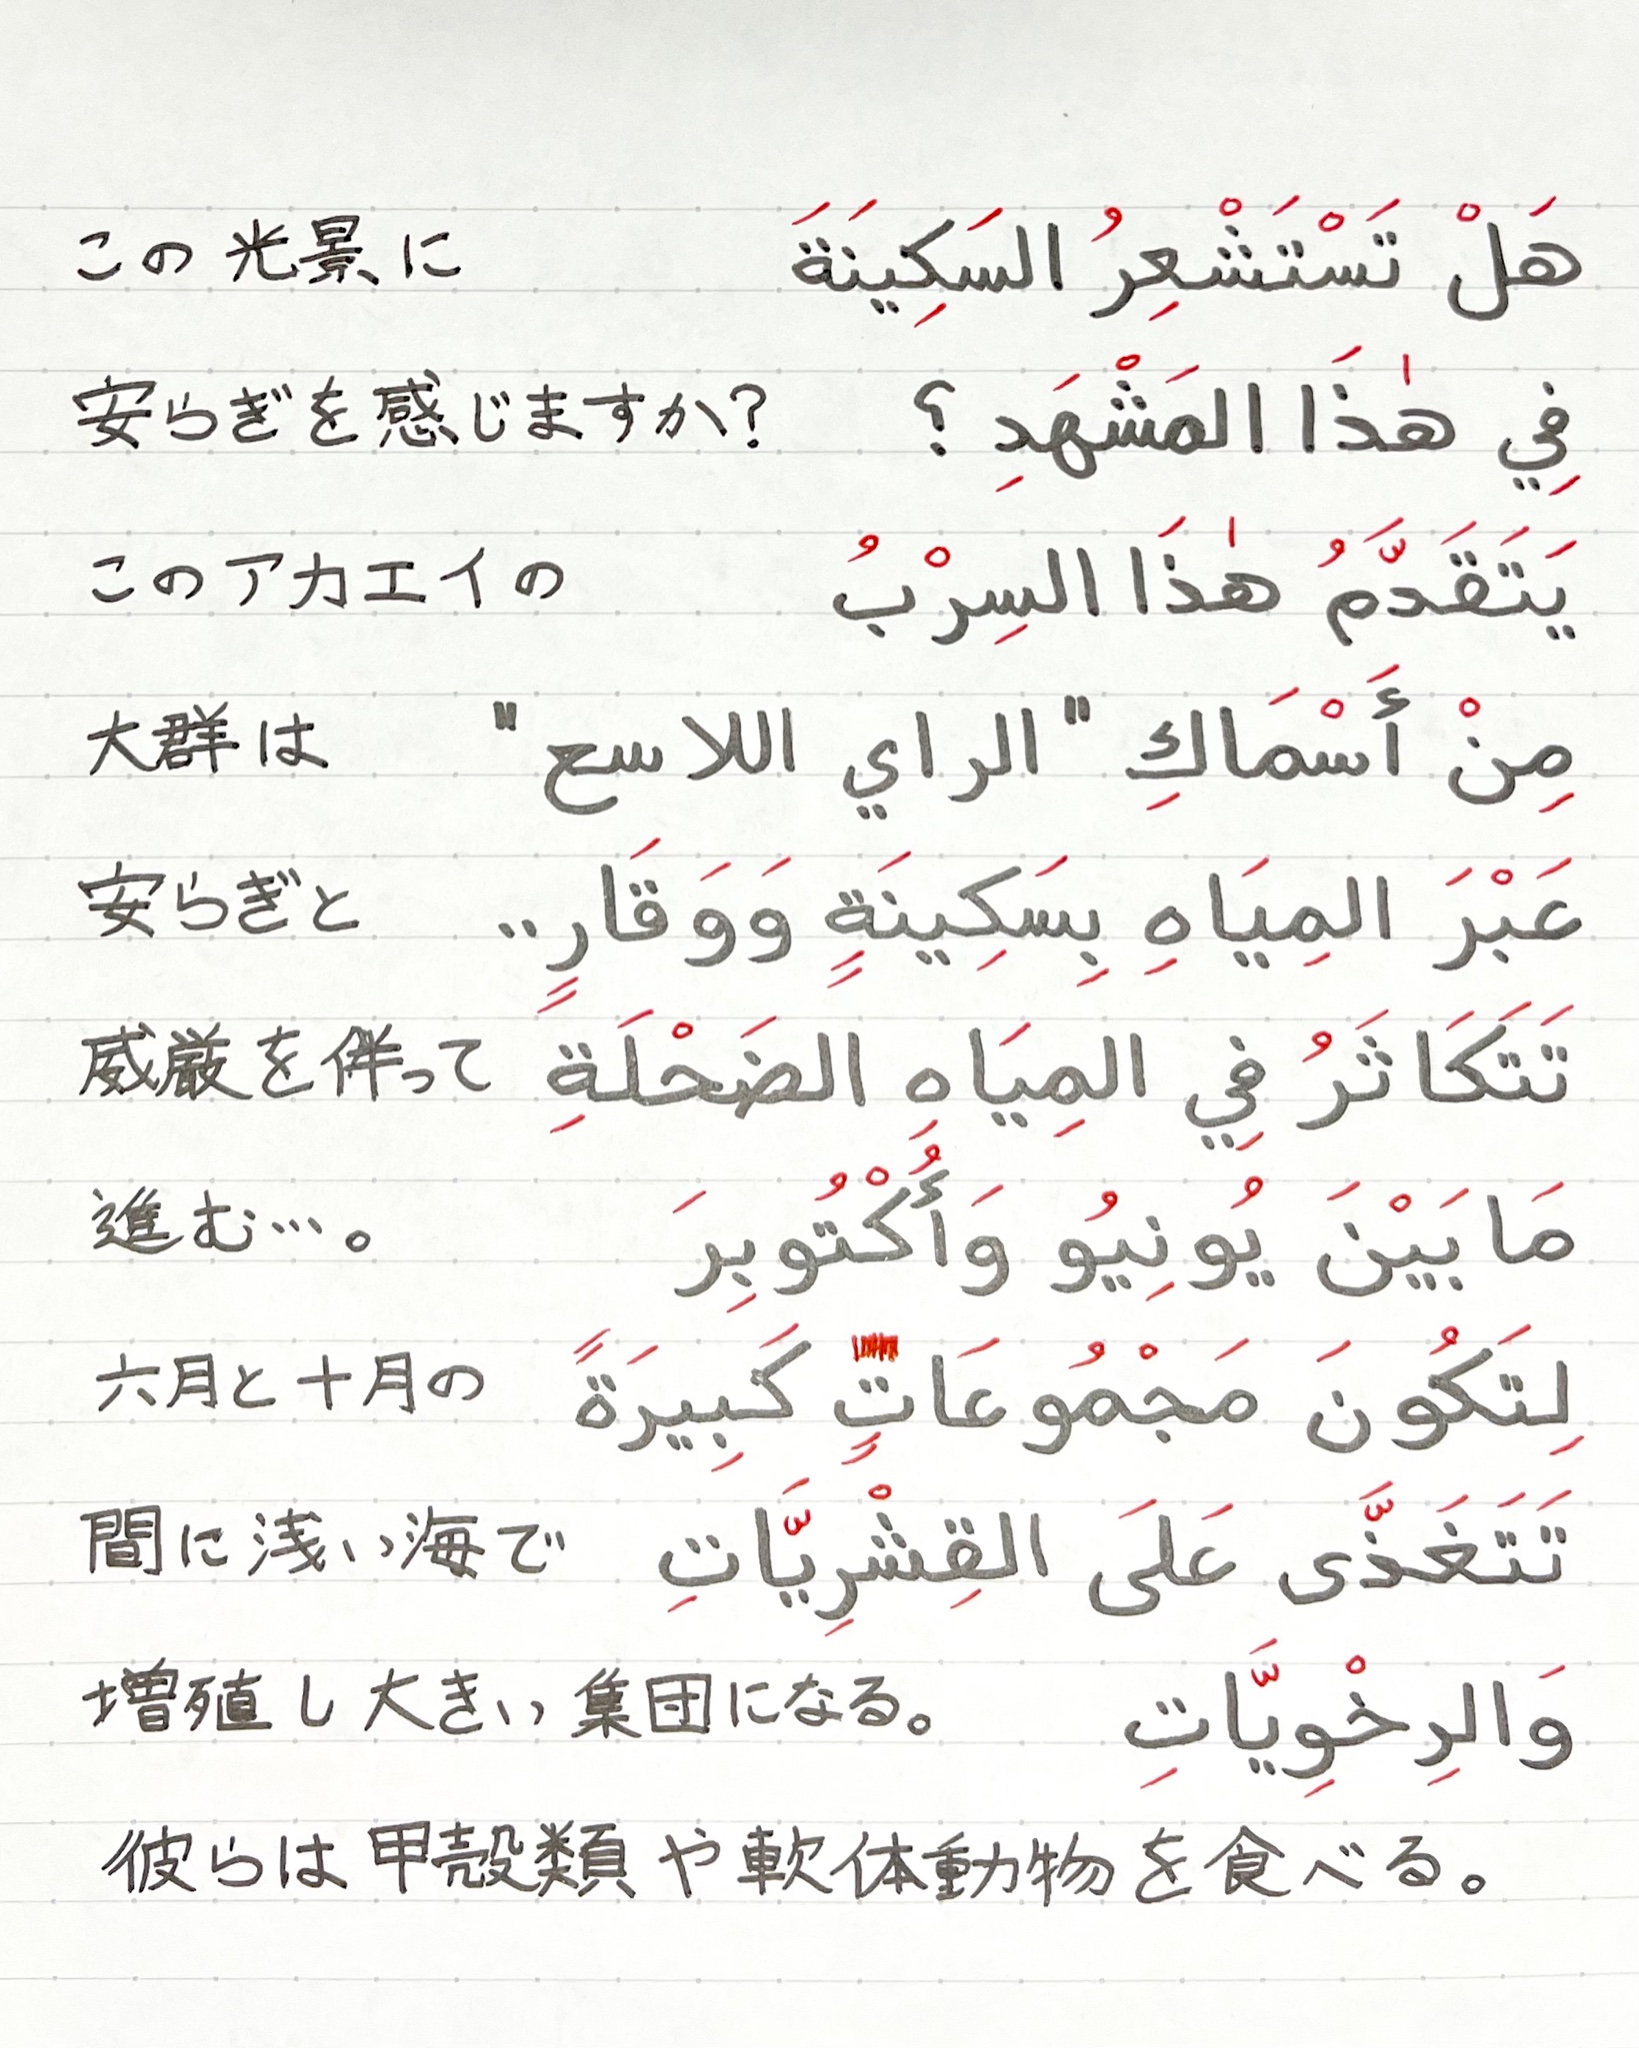 この光景に هَلْ تَسْتَشْعِرُ السَكِينَةَ
安らぎを感じますか? فِي هٰذَا المَشْهَدِ ؟
このアカエイの يَتَقَدَّمُ هٰذَا السِرْبُ
大群は مِنْ أَسْمَاكِ "الراي اللاسع"
安らぎと عَبْرَ المِيَاهِ بِسَكِينَةٍ وَوَقَارٍ..
威厳を伴って تَتَكَاثَرُ فِي المِيَاهِ الضَحْلَةِ
進む…。 مَا بَيْنَ يُونِيُو وَأُكْتُوبِرَ
六月と十月の لِتَكُونَ مَجْمُوعَاتٍ كَبِيرَةً
間に浅い海で تَتَغَذَّى عَلَى القِشْرِيَّاتِ
増殖し大きい集団になる。 وَالرِخْوِيَّاتِ
彼らは甲殻類や軟体動物を食べる。